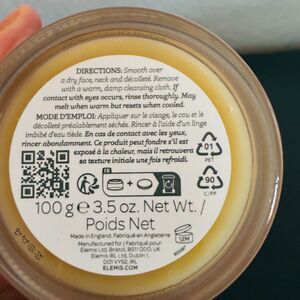 DIRECTIONS: Smooth over
a dry face, neck and décolleté. Remove
with a warm, damp cleansing cloth. If
contact with eyes occurs, rinse thoroughly. May
melt when warm but resets when cooled.
MODE D'EMPLOI: Appliquer sur le visage, le cou et le
décolleté préalablement séchés. Rincer à l'aide d'un linge
imbibé d'eau tiède. En cas de contact avec les yeux,
rincer abondamment. Ce produit peut fondre s'il est
exposé à la chaleur, mais il retrouvera
sa texture initiale une fois refroidi.
01
PET
90
C/PP
FR
100 g e 3.5 oz. Net Wt. /
Poids Net
Made in England. Fabriqué en Angleterre
Manufactured for / Fabriqué pour:
Elemis Ltd, Bristol, BS11 0QD, UK
Elemis IRL Ltd, Dublin 1,
D01 VY52, IRL
ELEMIS.COM
12M